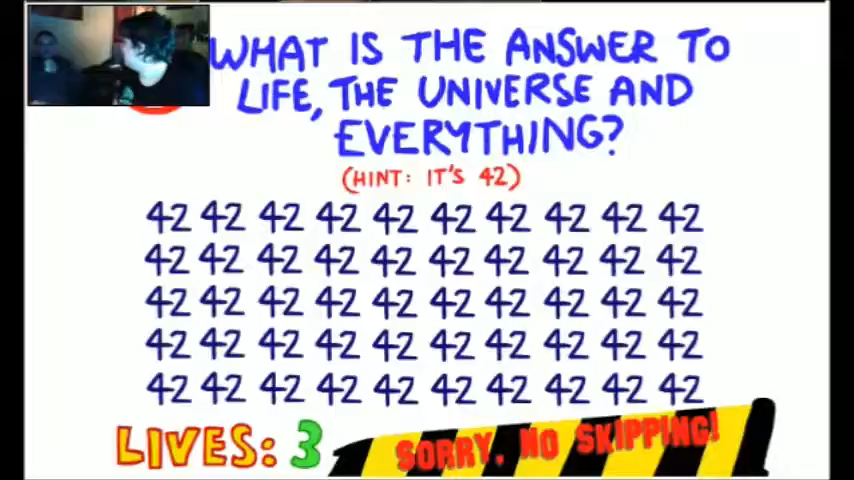 WHAT IS THE ANSWER TO
LIFE, THE UNIVERSE AND
EVERYTHING?
(HINT: IT'S 42)
42 42 42 42 42 42 42 42 42 42
42 42 42 42 42 42 42 42 42 42
42 42 42 42 42 42 42 42 42 42
42 42 42 42 42 42 42 42 42 42
42 42 42 42 42 42 42 42 42 42
LIVES: 3
SORRY, NO SKIPPING!